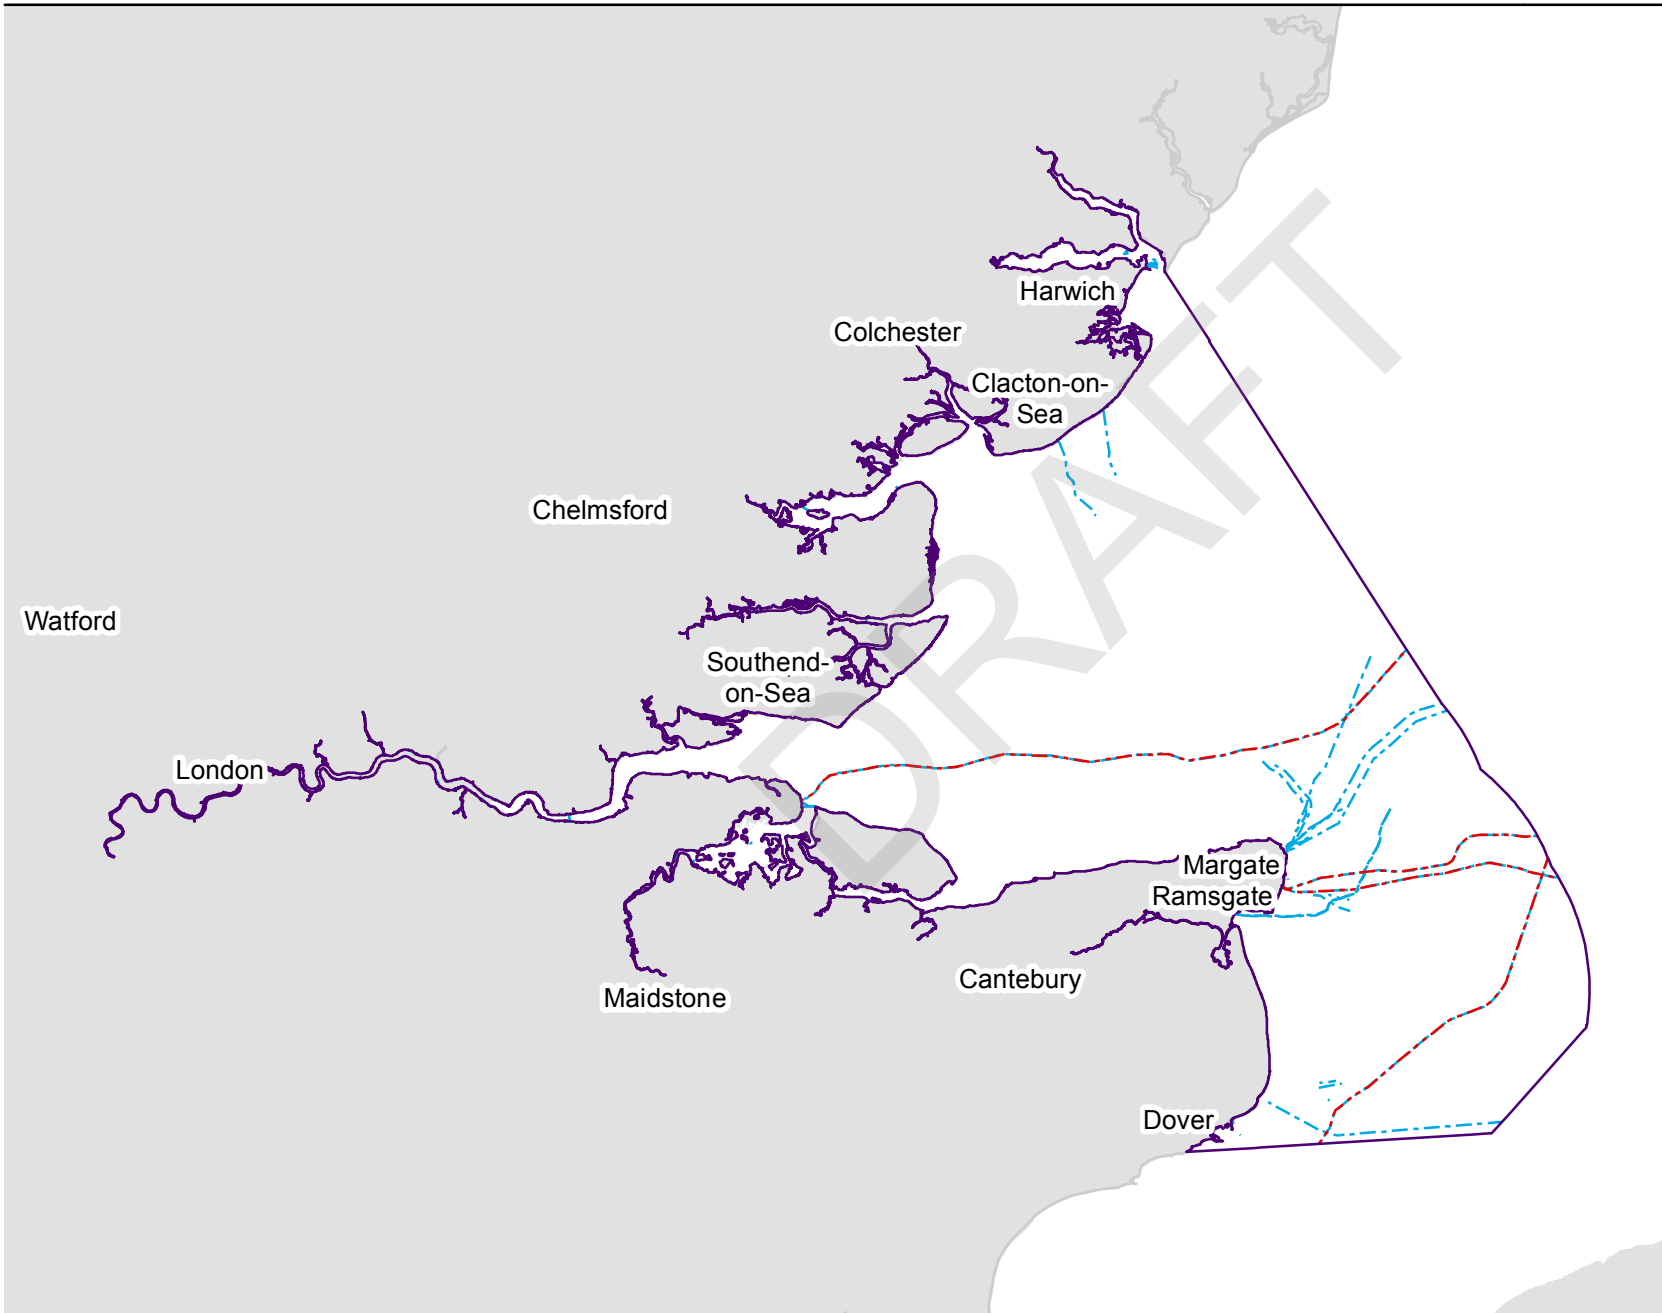 Harwich
Colchester
Clacton-on-
Sea
Chelmsford
Watford
Southend-
on-Sea
London
Margate
Ramsgate
Cantebury
Maidstone
Dover
DRAFT